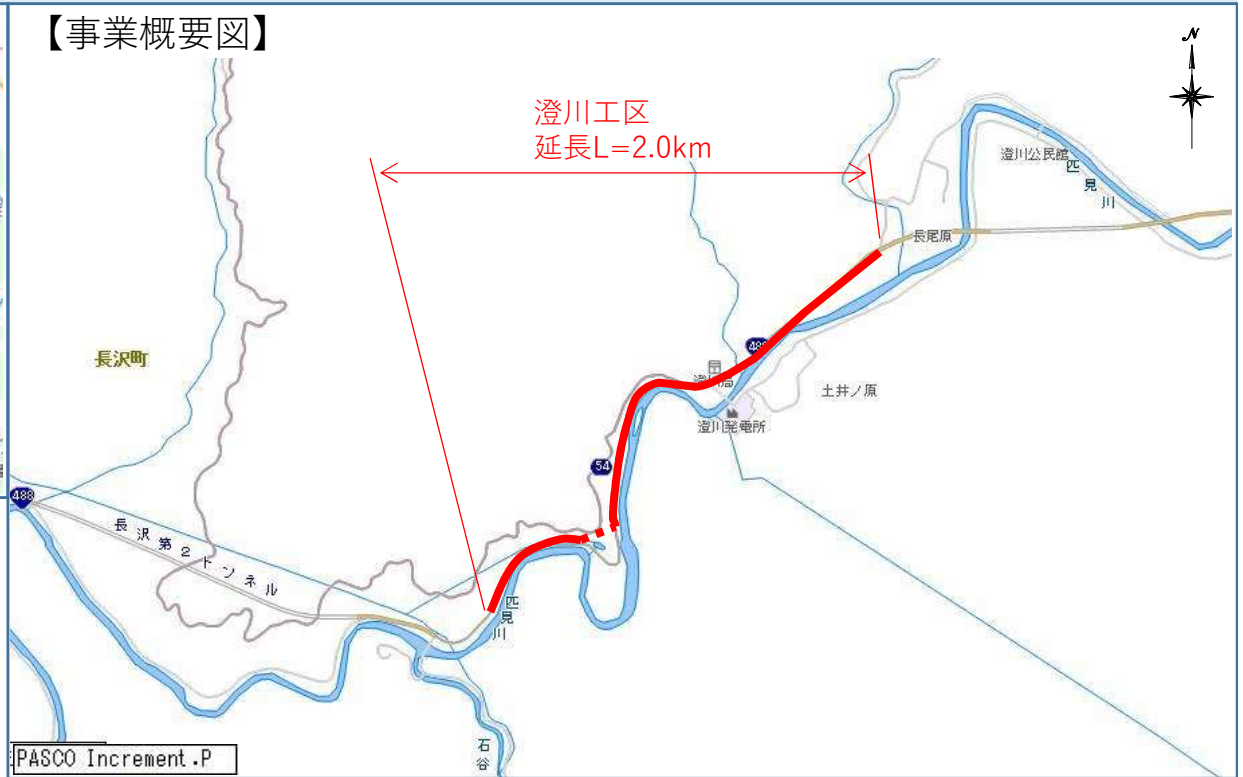 【事業概要図】
N
澄川工区
延長L=2.0km
澄川公民館
匹見川
長尾原
長沢町
土井ノ原
澄川発電所
54
488
長沢第2トンネル
匹見川
石谷
PASCO Increment.P